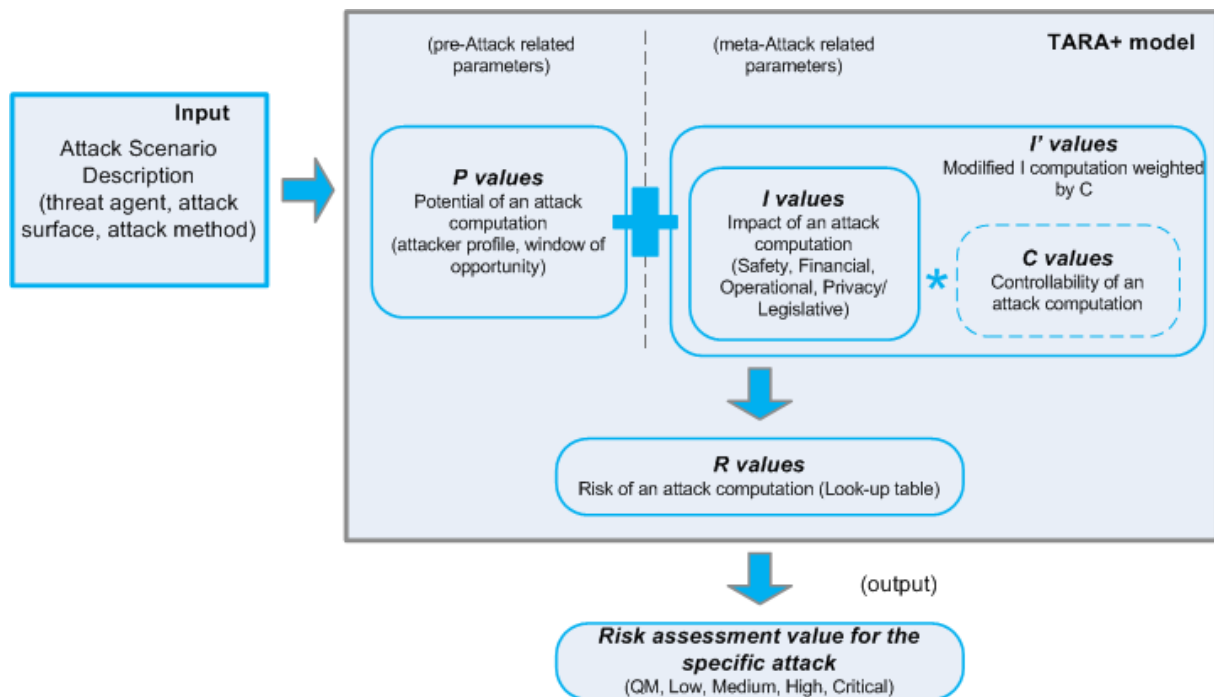 (pre-Attack related
parameters)
(meta-Attack related
parameters)
TARA+ model
Input
Attack Scenario
Description
(threat agent, attack
surface, attack method)
P values
Potential of an attack
computation
(attacker profile, window of
opportunity)
I' values
Modilfied I computation weighted
by C
I values
Impact of an attack
computation
(Safety, Financial,
Operational, Privacy/
Legislative)
*
C values
Controllability of an
attack computation
R values
Risk of an attack computation (Look-up table)
(output)
Risk assessment value for the
specific attack
(QM, Low, Medium, High, Critical)